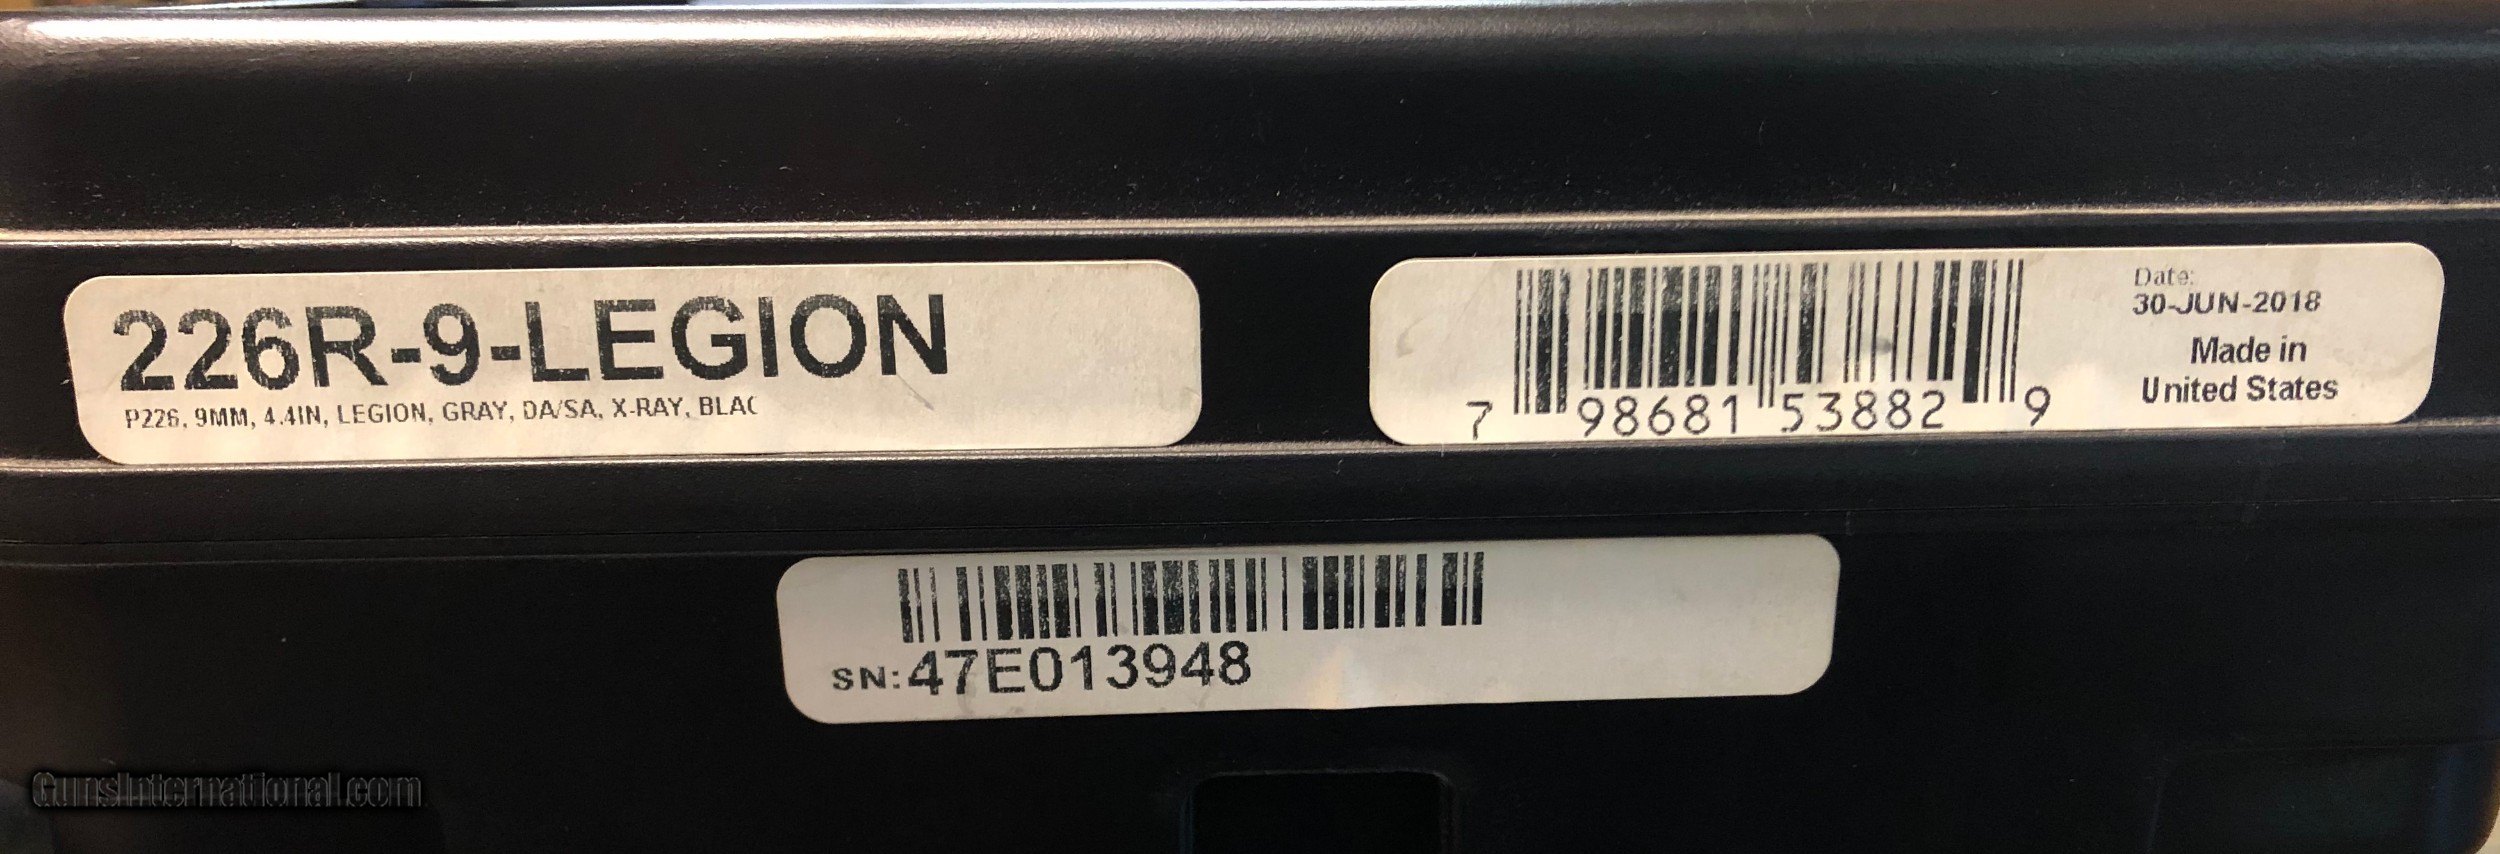 226R-9-LEGION
P226, 9MM, 4.4IN, LEGION, GRAY, DA/SA, X-RAY, BLAC
7 98681 53882 9
Date:
30-JUN-2018
Made in
United States
SN:47E013948
GunsInternational.com